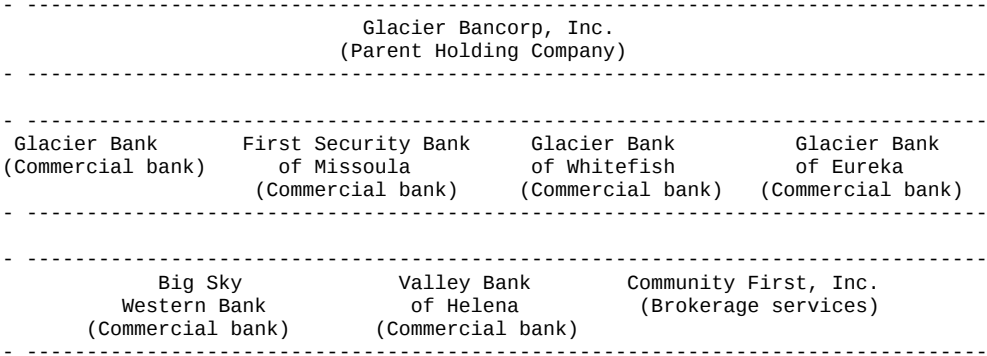 - --------------------------------------------------------------------------------
Glacier Bancorp, Inc.
(Parent Holding Company)
- --------------------------------------------------------------------------------
- --------------------------------------------------------------------------------
Glacier Bank First Security Bank Glacier Bank Glacier Bank
(Commercial bank) of Missoula of Whitefish of Eureka
(Commercial bank) (Commercial bank) (Commercial bank)
- --------------------------------------------------------------------------------
- --------------------------------------------------------------------------------
Big Sky Valley Bank Community First, Inc.
Western Bank of Helena (Brokerage services)
(Commercial bank) (Commercial bank)
- --------------------------------------------------------------------------------